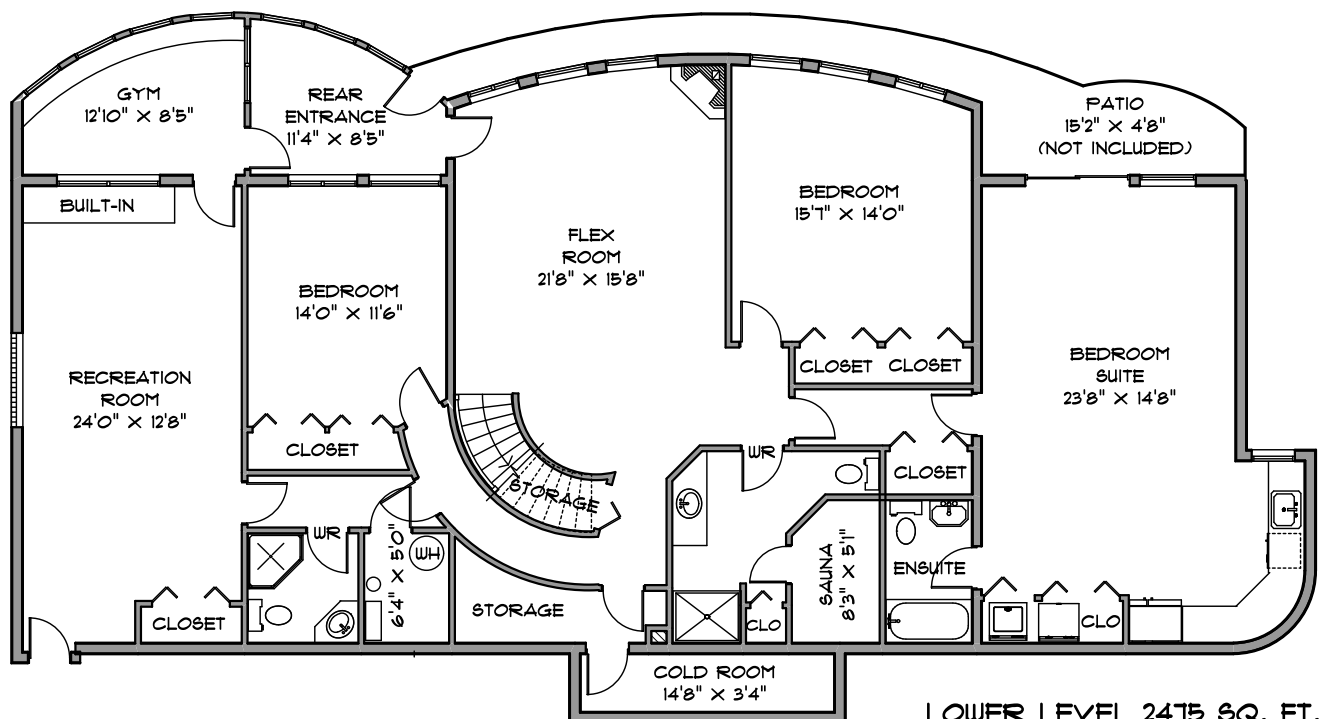 GYM
12'10" X 8'5"
REAR
ENTRANCE
11'4" X 8'5"
PATIO
15'2" X 4'8"
(NOT INCLUDED)
BUILT-IN
BEDROOM
15'7" X 14'0"
FLEX
ROOM
21'8" X 15'8"
BEDROOM
14'0" X 11'6"
RECREATION
ROOM
24'0" X 12'8"
BEDROOM
SUITE
23'8" X 14'8"
CLOSET
CLOSET
CLOSET
WR
CLOSET
STORAGE
WR
6'4" X 5'0"
WH
SAUNA
8'3" X 5'1"
ENSUITE
STORAGE
CLOSET
CLO
CLO
COLD ROOM
14'8" X 3'4"
LOWER LEVEL 2475 SQ. FT.